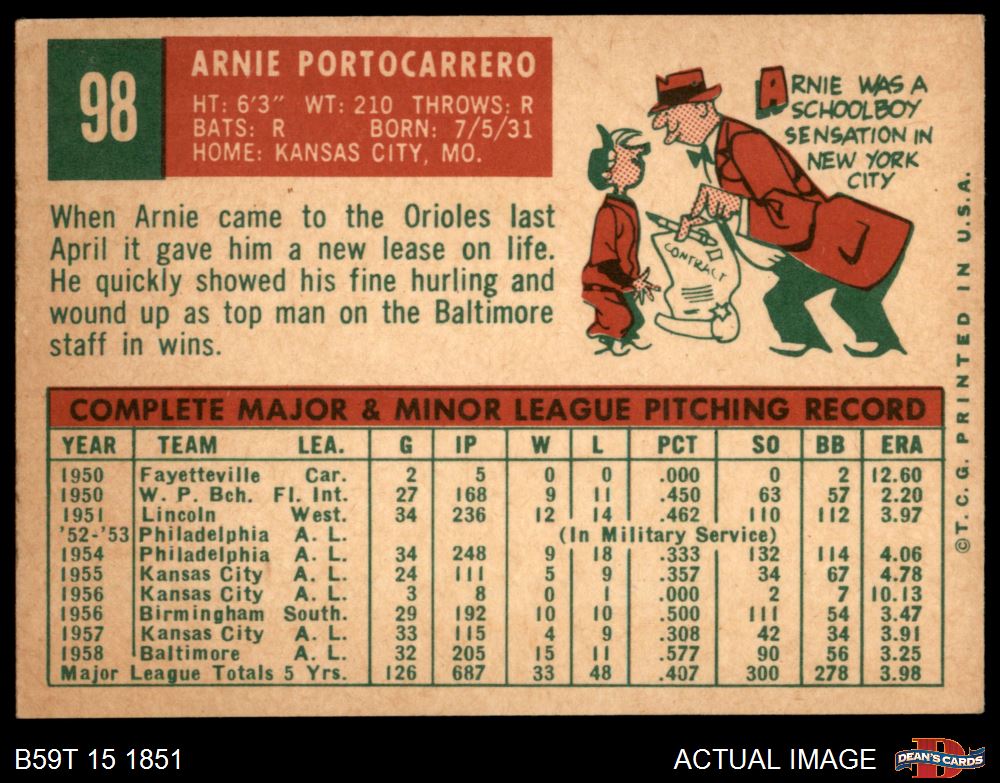 98
ARNIE PORTOCARRERO
HT: 6'3" WT: 210 THROWS: R
BATS: R BORN: 7/5/31
HOME: KANSAS CITY, MO.
ARNIE WAS A
SCHOOLBOY
SENSATION IN
NEW YORK
CITY
CONTRACT
When Arnie came to the Orioles last
April it gave him a new lease on life.
He quickly showed his fine hurling and
wound up as top man on the Baltimore
staff in wins.
COMPLETE MAJOR & MINOR LEAGUE PITCHING RECORD
YEAR TEAM LEA. G IP W L PCT SO BB ERA
1950 Fayetteville Car. 2 5 0 0 .000 0 2 12.60
1950 W. P. Bch. Fl. Int. 27 168 9 11 .450 63 57 2.20
1951 Lincoln West. 34 236 12 14 .462 110 112 3.97
'52-'53 Philadelphia A. L. (In Military Service)
1954 Philadelphia A. L. 34 248 9 18 .333 132 114 4.06
1955 Kansas City A. L. 24 111 5 9 .357 34 67 4.78
1956 Kansas City A. L. 3 8 0 1 .000 2 7 10.13
1956 Birmingham South. 29 192 10 10 .500 111 54 3.47
1957 Kansas City A. L. 33 115 4 9 .308 42 34 3.91
1958 Baltimore A. L. 32 205 15 11 .577 90 56 3.25
Major League Totals 5 Yrs. 126 687 33 48 .407 300 278 3.98
©T. C. G. PRINTED IN U.S.A.
B59T 15 1851
ACTUAL IMAGE
D
DEAN'S CARDS